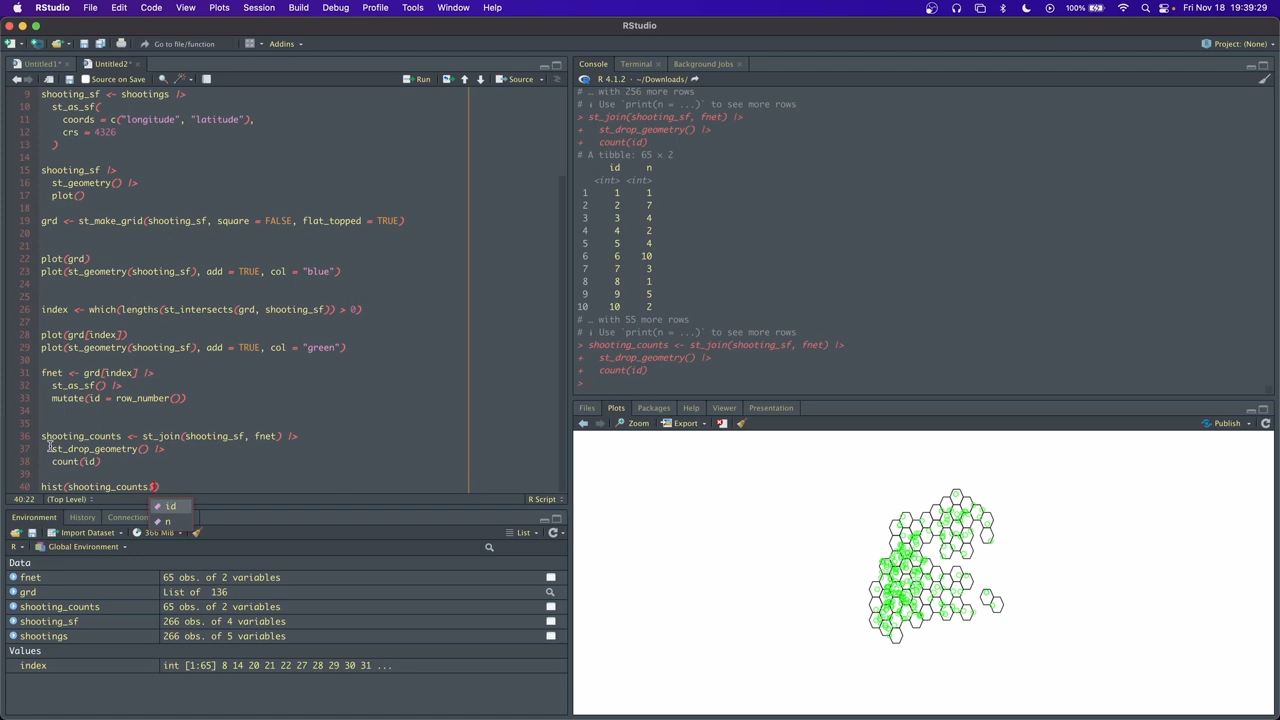 RStudio File Edit Code View Plots Session Build Debug Profile Tools Window Help 100% Fri Nov 18 19:39:29
RStudio
Go to file/function Addins Project: (None)
Untitled1* Untitled2*
Source on Save Run Source
9 shooting_sf <- shootings |>
10 st_as_sf(
11 coords = c("longitude", "latitude"),
12 crs = 4326
13 )
14
15 shooting_sf |>
16 st_geometry() |>
17 plot()
18
19 grd <- st_make_grid(shooting_sf, square = FALSE, flat_topped = TRUE)
20
21
22 plot(grd)
23 plot(st_geometry(shooting_sf), add = TRUE, col = "blue")
24
25
26 index <- which(lengths(st_intersects(grd, shooting_sf)) > 0)
27
28 plot(grd[index])
29 plot(st_geometry(shooting_sf), add = TRUE, col = "green")
30
31 fnet <- grd[index] |>
32 st_as_sf() |>
33 mutate(id = row_number())
34
35
36 shooting_counts <- st_join(shooting_sf, fnet) |>
37 st_drop_geometry() |>
38 count(id)
39
40 hist(shooting_counts$)
40:22 (Top Level) R Script
id
n
Environment History Connection
Import Dataset 366 MiB List
R Global Environment
Data
fnet 65 obs. of 2 variables
grd List of 136
shooting_counts 65 obs. of 2 variables
shooting_sf 266 obs. of 4 variables
shootings 266 obs. of 5 variables
Values
index int [1:65] 8 14 20 21 22 27 28 29 30 31 ...
Console Terminal Background Jobs
R 4.1.2 · ~/Downloads/
# … with 256 more rows
# ℹ Use `print(n = ...)` to see more rows
> st_join(shooting_sf, fnet) |>
+ st_drop_geometry() |>
+ count(id)
# A tibble: 65 × 2
id n
<int> <int>
1 1 1
2 2 7
3 3 4
4 4 2
5 5 4
6 6 10
7 7 3
8 8 1
9 9 5
10 10 2
# … with 55 more rows
# ℹ Use `print(n = ...)` to see more rows
> shooting_counts <- st_join(shooting_sf, fnet) |>
+ st_drop_geometry() |>
+ count(id)
>
Files Plots Packages Help Viewer Presentation
Zoom Export Publish